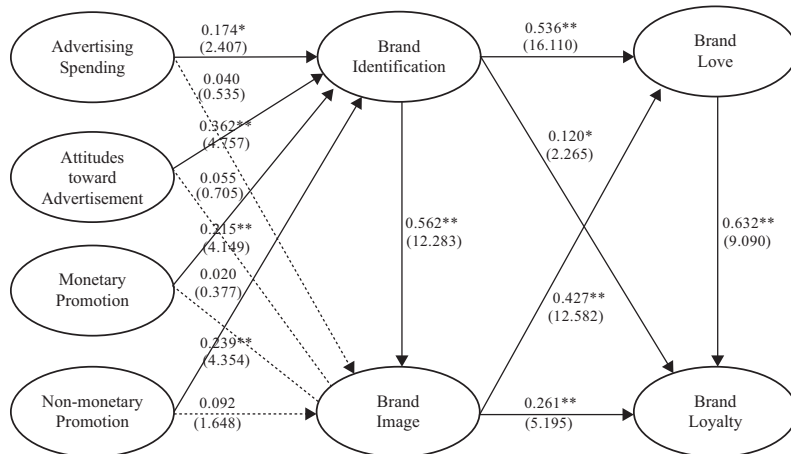 0.174*
(2.407)
Advertising
Spending
Brand
Identification
0.536**
(16.110)
Brand
Love
0.040
(0.535)
0.362**
(4.757)
Attitudes
toward
Advertisement
0.055
(0.705)
0.120*
(2.265)
0.215**
(4.149)
0.562**
(12.283)
0.632**
(9.090)
Monetary
Promotion
0.020
(0.377)
0.427**
(12.582)
0.239**
(4.354)
Non-monetary
Promotion
0.092
(1.648)
Brand
Image
0.261**
(5.195)
Brand
Loyalty